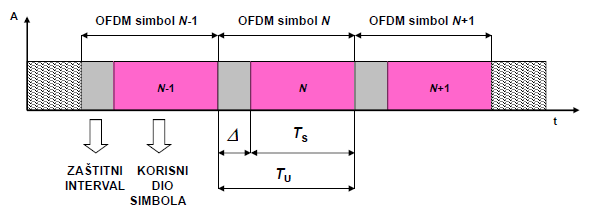 OFDM simbol N-1
OFDM simbol N
OFDM simbol N+1
A
N-1
N
N+1
t
Δ
TS
TU
ZAŠTITNI
INTERVAL
KORISNI
DIO
SIMBOLA